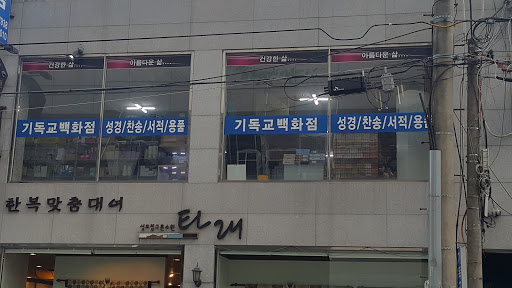 건강한 삶.... 아름다운 삶....
건강한 삶.... 아름다운 삶....
기독교백화점 성경/찬송/서적/용품
기독교백화점 성경/찬송/서적/용품
한복맞춤대여
타래